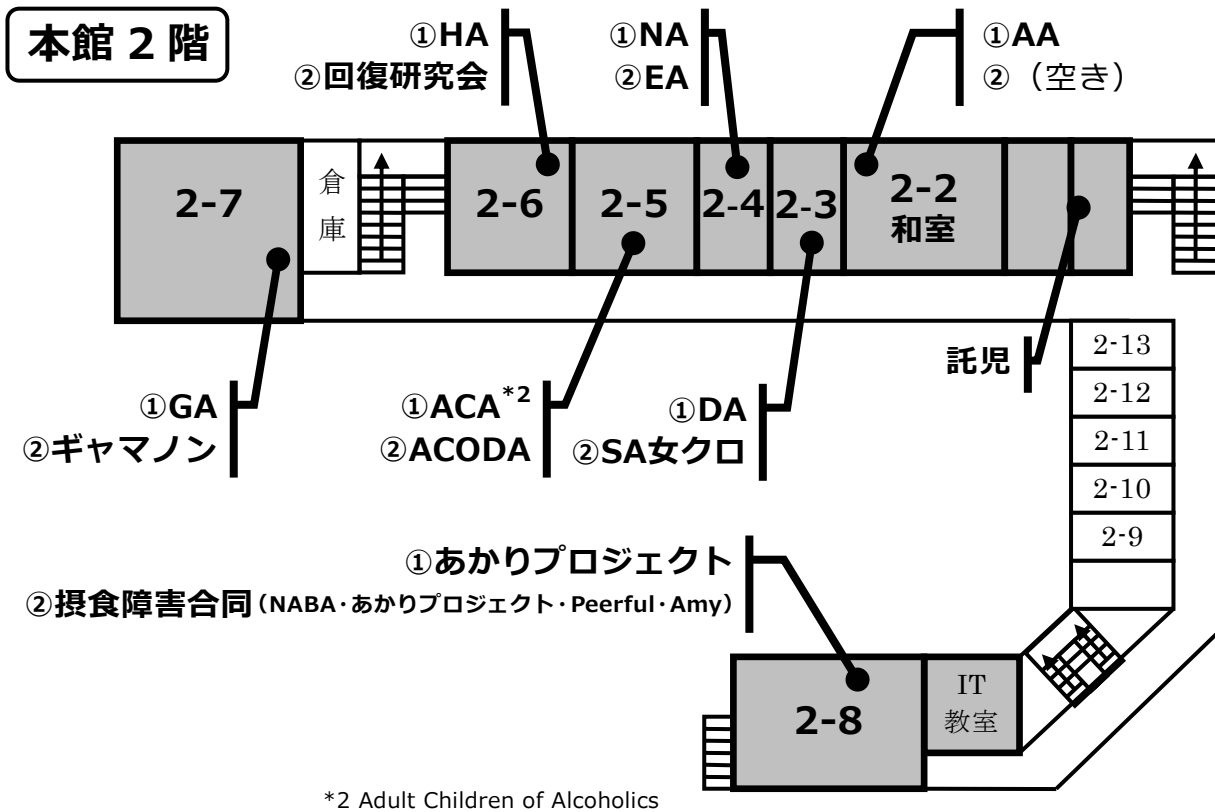 本館 2 階
①HA
②回復研究会
①NA
②EA
①AA
②（空き）
2-7
倉庫
2-6
2-5
2-4
2-3
2-2
和室
①GA
②ギャマノン
①ACA*2
②ACODA
①DA
②SA女クロ
託児
2-13
2-12
2-11
2-10
2-9
①あかりプロジェクト
②摂食障害合同（NABA・あかりプロジェクト・Peerful・Amy）
2-8
IT
教室
*2 Adult Children of Alcoholics